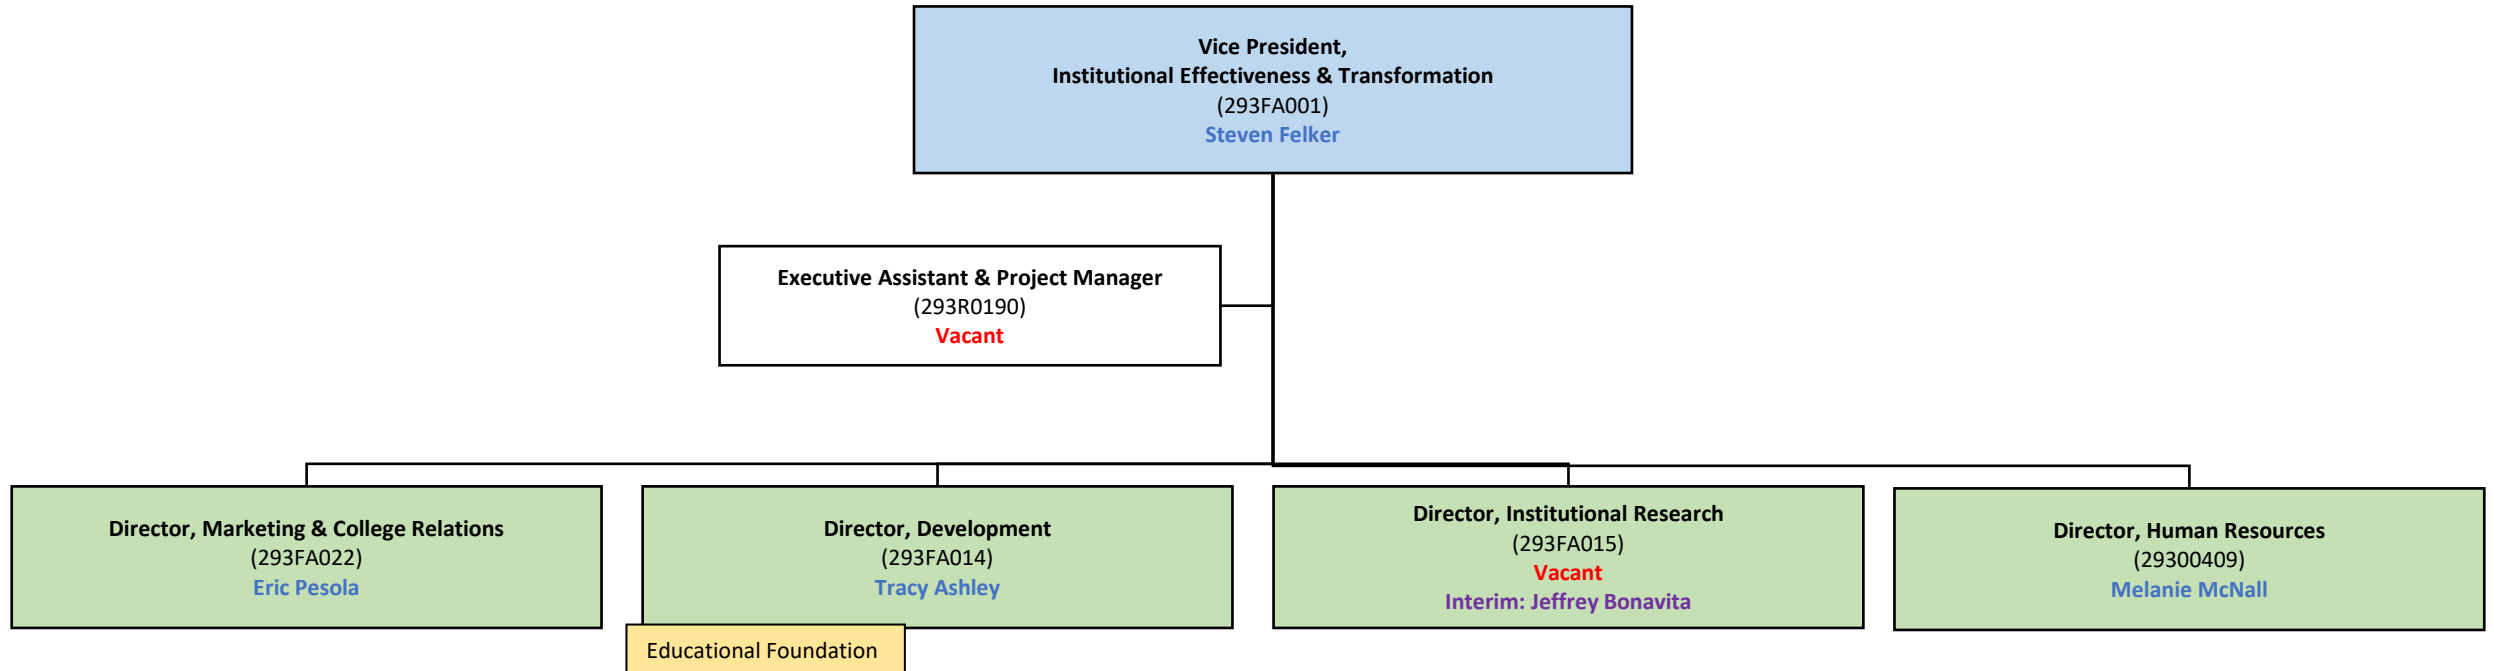 Vice President,
Institutional Effectiveness & Transformation
(293FA001)
Steven Felker
Executive Assistant & Project Manager
(293R0190)
Vacant
Director, Marketing & College Relations
(293FA022)
Eric Pesola
Director, Development
(293FA014)
Tracy Ashley
Educational Foundation
Director, Institutional Research
(293FA015)
Vacant
Interim: Jeffrey Bonavita
Director, Human Resources
(29300409)
Melanie McNall